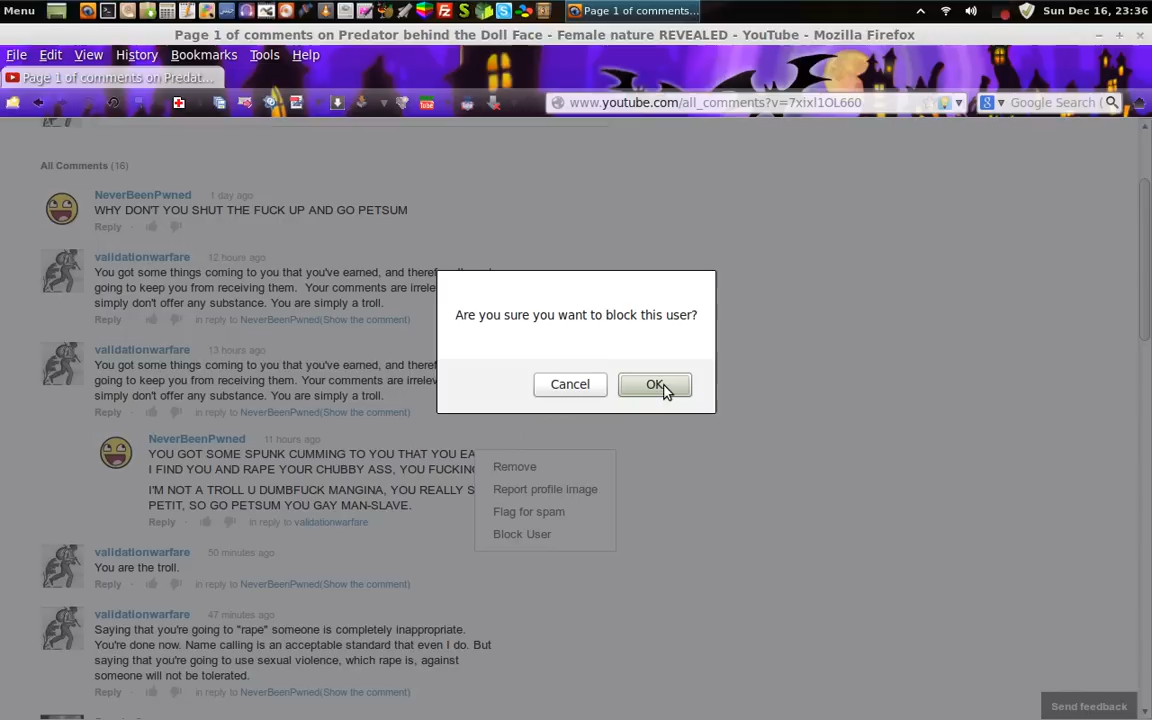 Menu
Page 1 of comments...
Sun Dec 16, 23:36
Page 1 of comments on Predator behind the Doll Face - Female nature REVEALED - YouTube - Mozilla Firefox
File Edit View History Bookmarks Tools Help
Page 1 of comments on Predat...
www.youtube.com/all_comments?v=7xixl1OL660
Google Search (
All Comments (16)
NeverBeenPwned 1 day ago
WHY DON'T YOU SHUT THE FUCK UP AND GO PETSUM
Reply ·
validationwarfare 12 hours ago
You got some things coming to you that you've earned, and
going to keep you from receiving them. Your comments are
simply don't offer any substance. You are simply a troll.
Reply · in reply to NeverBeenPwned(Show the comment)
validationwarfare 13 hours ago
You got some things coming to you that you've earned, and
going to keep you from receiving them. Your comments are
simply don't offer any substance. You are simply a troll.
Reply · in reply to NeverBeenPwned(Show the comment)
NeverBeenPwned 11 hours ago
YOU GOT SOME SPUNK CUMMING TO YOU THAT YOU EA
I FIND YOU AND RAPE YOUR CHUBBY ASS, YOU FUCKING
I'M NOT A TROLL U DUMBFUCK MANGINA, YOU REALLY S
PETIT, SO GO PETSUM YOU GAY MAN-SLAVE.
Reply · in reply to validationwarfare
validationwarfare 50 minutes ago
You are the troll.
Reply · in reply to NeverBeenPwned(Show the comment)
validationwarfare 47 minutes ago
Saying that you're going to "rape" someone is completely inappropriate.
You're done now. Name calling is an acceptable standard that even I do. But
saying that you're going to use sexual violence, which rape is, against
someone will not be tolerated.
Reply · in reply to NeverBeenPwned(Show the comment)
Are you sure you want to block this user?
Cancel OK
Remove
Report profile image
Flag for spam
Block User
Send feedback